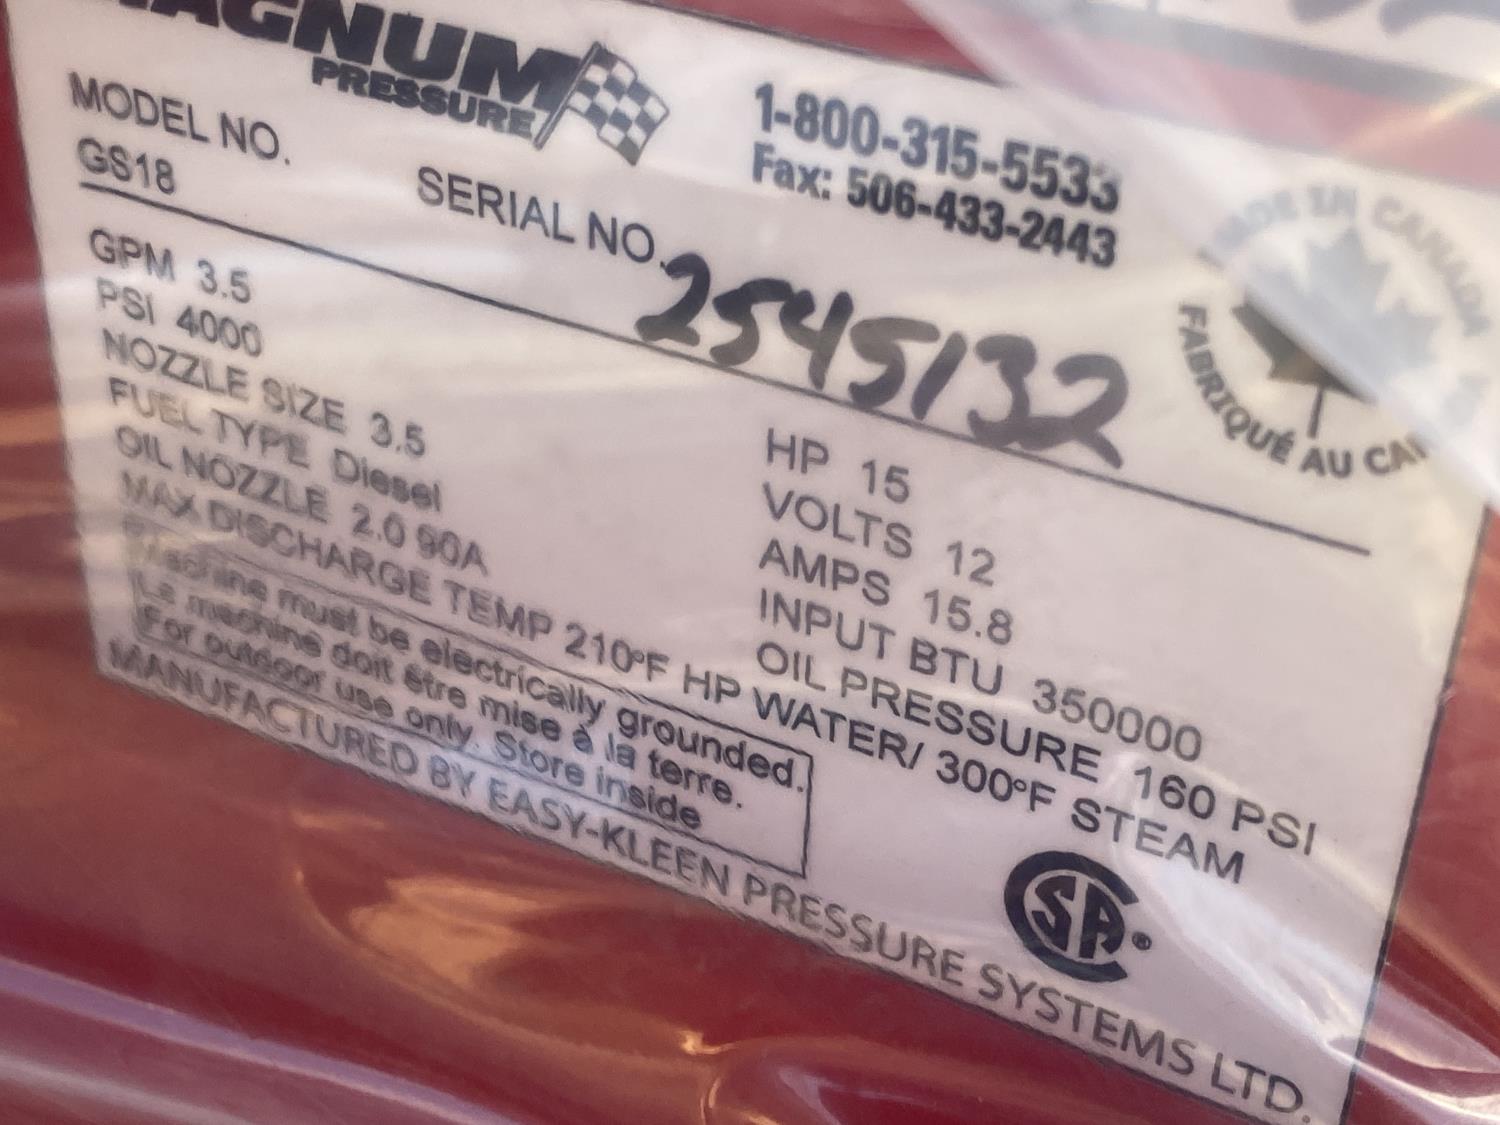 MAGNUM
PRESSURE
1-800-315-5533
Fax: 506-433-2443
MODEL NO.
GS18
SERIAL NO. 2545132
MADE IN CANADA
FABRIQUÉ AU
GPM 3.5
PSI 4000
NOZZLE SIZE 3.5
FUEL TYPE Diesel
OIL NOZZLE 2.0 90A
HP 15
VOLTS 12
AMPS 15.8
INPUT BTU 350000
OIL PRESSURE 160 PSI
MAX DISCHARGE TEMP 210ºF HP WATER/ 300ºF STEAM
Machine must be electrically grounded.
La machine doit être mise à la terre.
For outdoor use only. Store inside
MANUFACTURED BY EASY-KLEEN PRESSURE SYSTEMS LTD.
CSA®